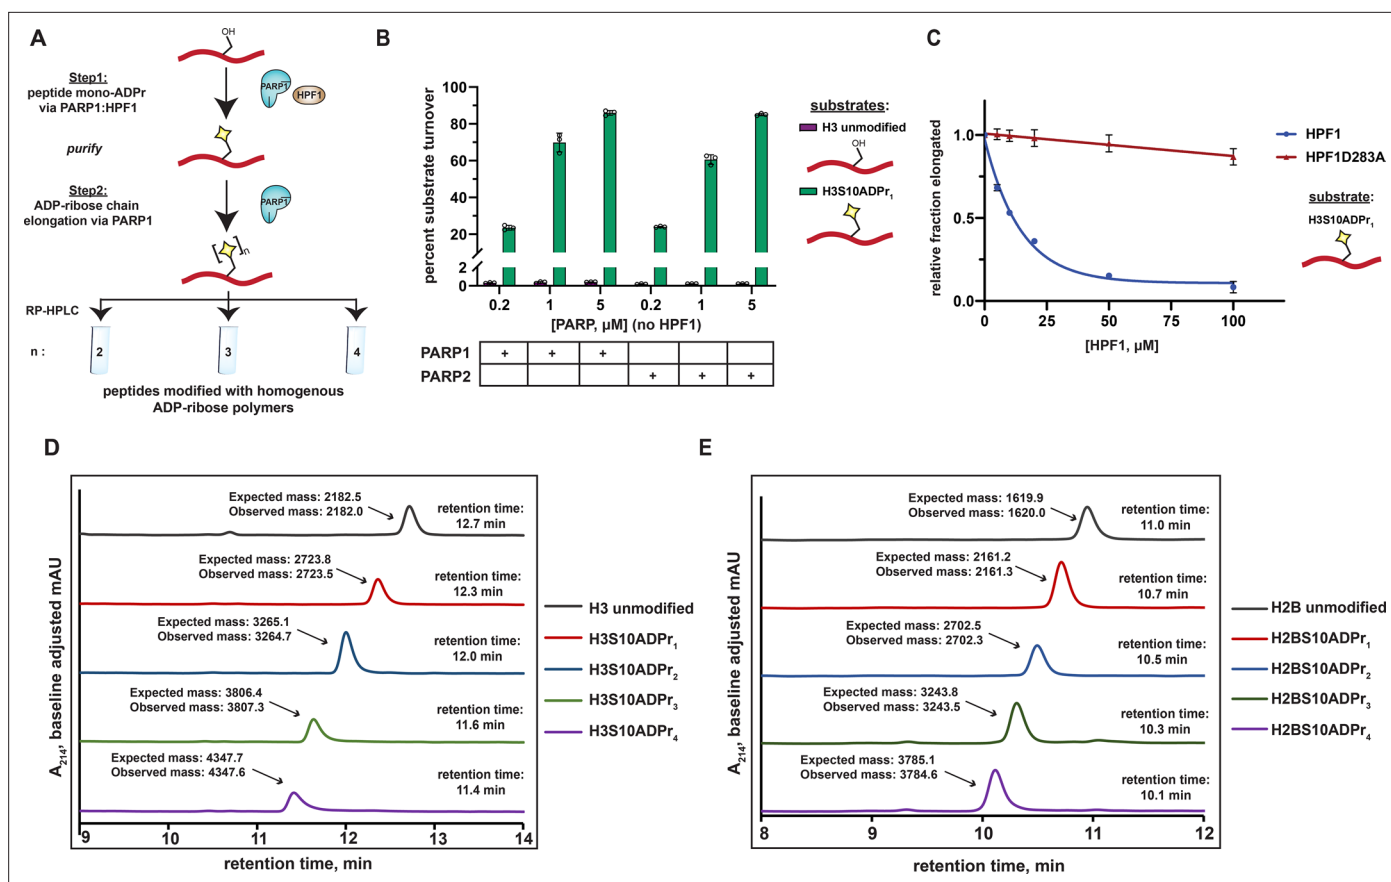 A
OH
Step1:
peptide mono-ADPr
via PARP1:HPF1
PARP1
HPF1
purify
Step2:
ADP-ribose chain
elongation via PARP1
PARP1
n
RP-HPLC
n :
2
3
4
peptides modified with homogenous
ADP-ribose polymers
B
percent substrate turnover
100
80
60
40
20
2
0
0.2
1
5
0.2
1
5
[PARP, µM] (no HPF1)
PARP1
+
+
+
PARP2
+
+
+
substrates:
H3 unmodified
OH
H3S10ADPr1
C
relative fraction elongated
1.0
0.5
0.0
0
25
50
75
100
[HPF1, µM]
HPF1
HPF1D283A
substrate:
H3S10ADPr1
D
A214, baseline adjusted mAU
Expected mass: 2182.5
Observed mass: 2182.0
retention time:
12.7 min
Expected mass: 2723.8
Observed mass: 2723.5
retention time:
12.3 min
Expected mass: 3265.1
Observed mass: 3264.7
retention time:
12.0 min
Expected mass: 3806.4
Observed mass: 3807.3
retention time:
11.6 min
Expected mass: 4347.7
Observed mass: 4347.6
retention time:
11.4 min
9
10
11
12
13
14
retention time, min
H3 unmodified
H3S10ADPr1
H3S10ADPr2
H3S10ADPr3
H3S10ADPr4
E
A214, baseline adjusted mAU
Expected mass: 1619.9
Observed mass: 1620.0
retention time:
11.0 min
Expected mass: 2161.2
Observed mass: 2161.3
retention time:
10.7 min
Expected mass: 2702.5
Observed mass: 2702.3
retention time:
10.5 min
Expected mass: 3243.8
Observed mass: 3243.5
retention time:
10.3 min
Expected mass: 3785.1
Observed mass: 3784.6
retention time:
10.1 min
8
9
10
11
12
retention time, min
H2B unmodified
H2BS10ADPr1
H2BS10ADPr2
H2BS10ADPr3
H2BS10ADPr4